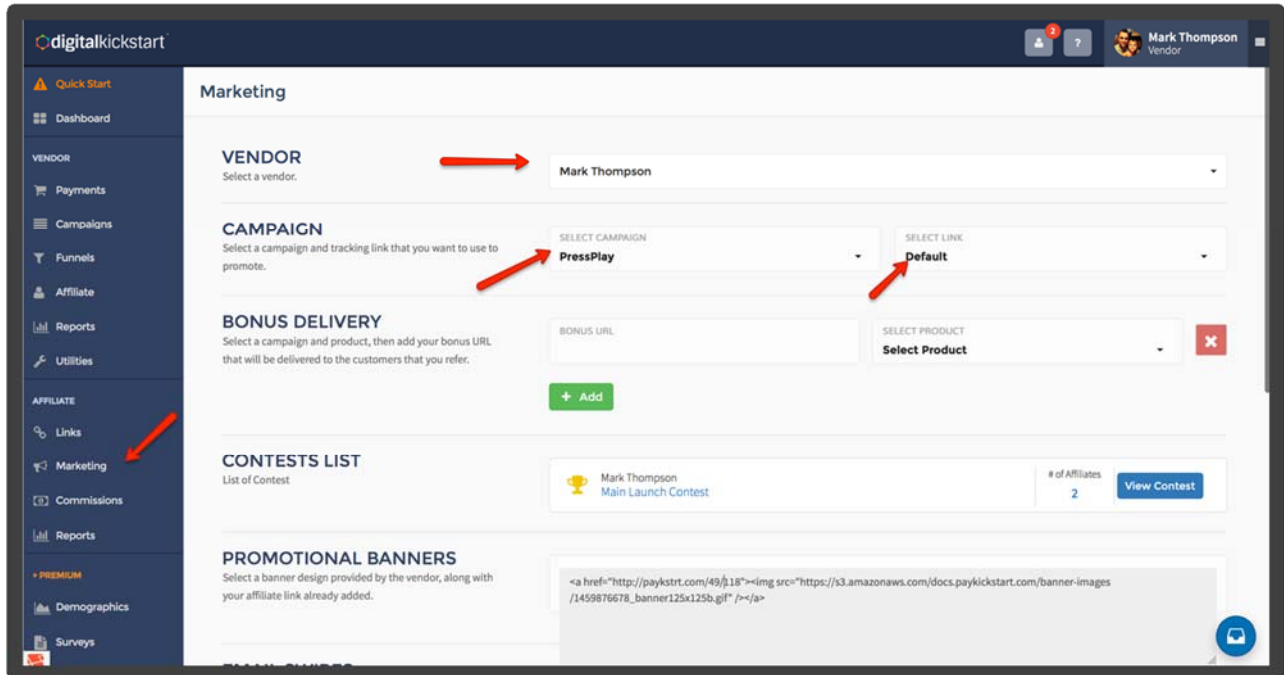 digitalkickstart
2
?
Mark Thompson
Vendor
Quick Start
Dashboard
VENDOR
Payments
Campaigns
Funnels
Affiliate
Reports
Utilities
AFFILIATE
Links
Marketing
Commissions
Reports
+ PREMIUM
Demographics
Surveys
Marketing
VENDOR
Select a vendor.
Mark Thompson
CAMPAIGN
Select a campaign and tracking link that you want to use to
promote.
SELECT CAMPAIGN
PressPlay
SELECT LINK
Default
BONUS DELIVERY
Select a campaign and product, then add your bonus URL
that will be delivered to the customers that you refer.
BONUS URL
SELECT PRODUCT
Select Product
+ Add
CONTESTS LIST
List of Contest
Mark Thompson
Main Launch Contest
# of Affiliates
2
View Contest
PROMOTIONAL BANNERS
Select a banner design provided by the vendor, along with
your affiliate link already added.
<a href="http://paykstrt.com/49/118"><img src="https://s3.amazonaws.com/docs.paykickstart.com/banner-images
/1459876678_banner125x125b.gif" /></a>